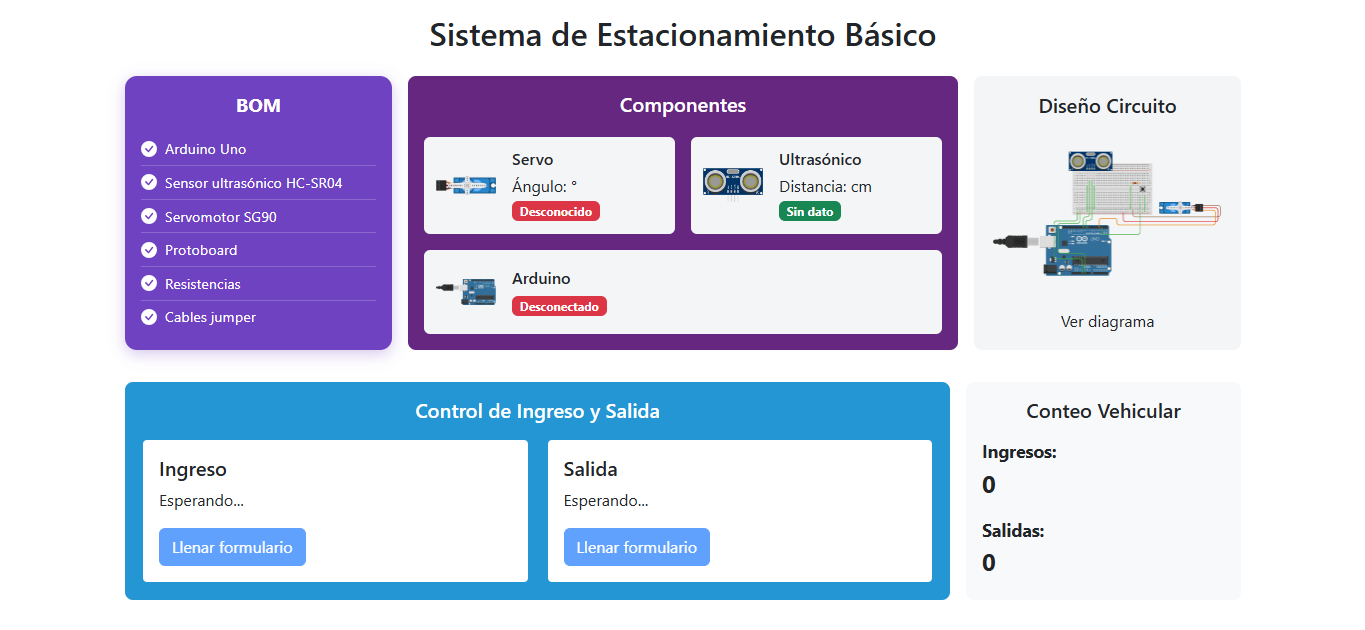 Sistema de Estacionamiento Básico
BOM
Arduino Uno
Sensor ultrasónico HC-SR04
Servomotor SG90
Protoboard
Resistencias
Cables jumper
Componentes
Servo
Ángulo: °
Desconocido
Ultrasónico
Distancia: cm
Sin dato
Arduino
Desconectado
Diseño Circuito
Ver diagrama
Control de Ingreso y Salida
Ingreso
Esperando...
Llenar formulario
Salida
Esperando...
Llenar formulario
Conteo Vehicular
Ingresos:
0
Salidas:
0